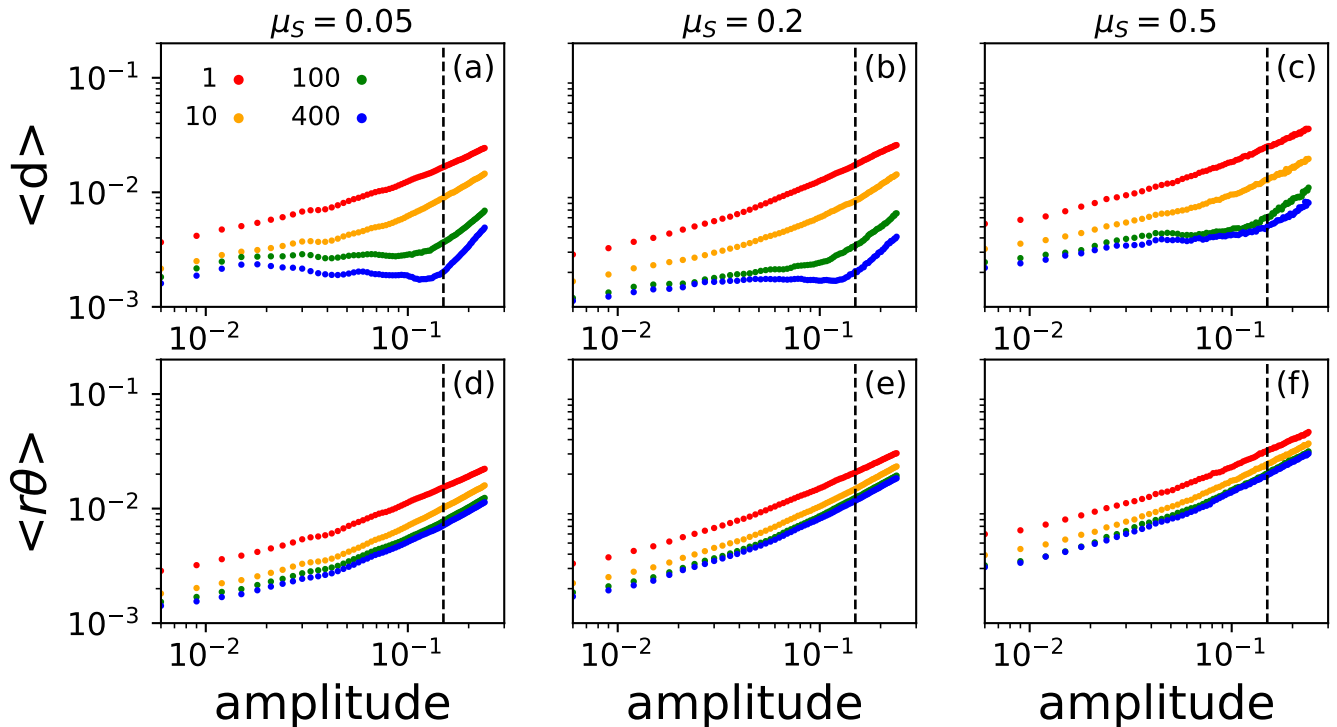 μS = 0.05 μS = 0.2 μS = 0.5
<d>
10⁻¹
10⁻²
10⁻³
(a) (b) (c)
1 100
10 400
10⁻² 10⁻¹ 10⁻² 10⁻¹ 10⁻² 10⁻¹
<rθ>
10⁻¹
10⁻²
10⁻³
(d) (e) (f)
10⁻² 10⁻¹ 10⁻² 10⁻¹ 10⁻² 10⁻¹
amplitude amplitude amplitude